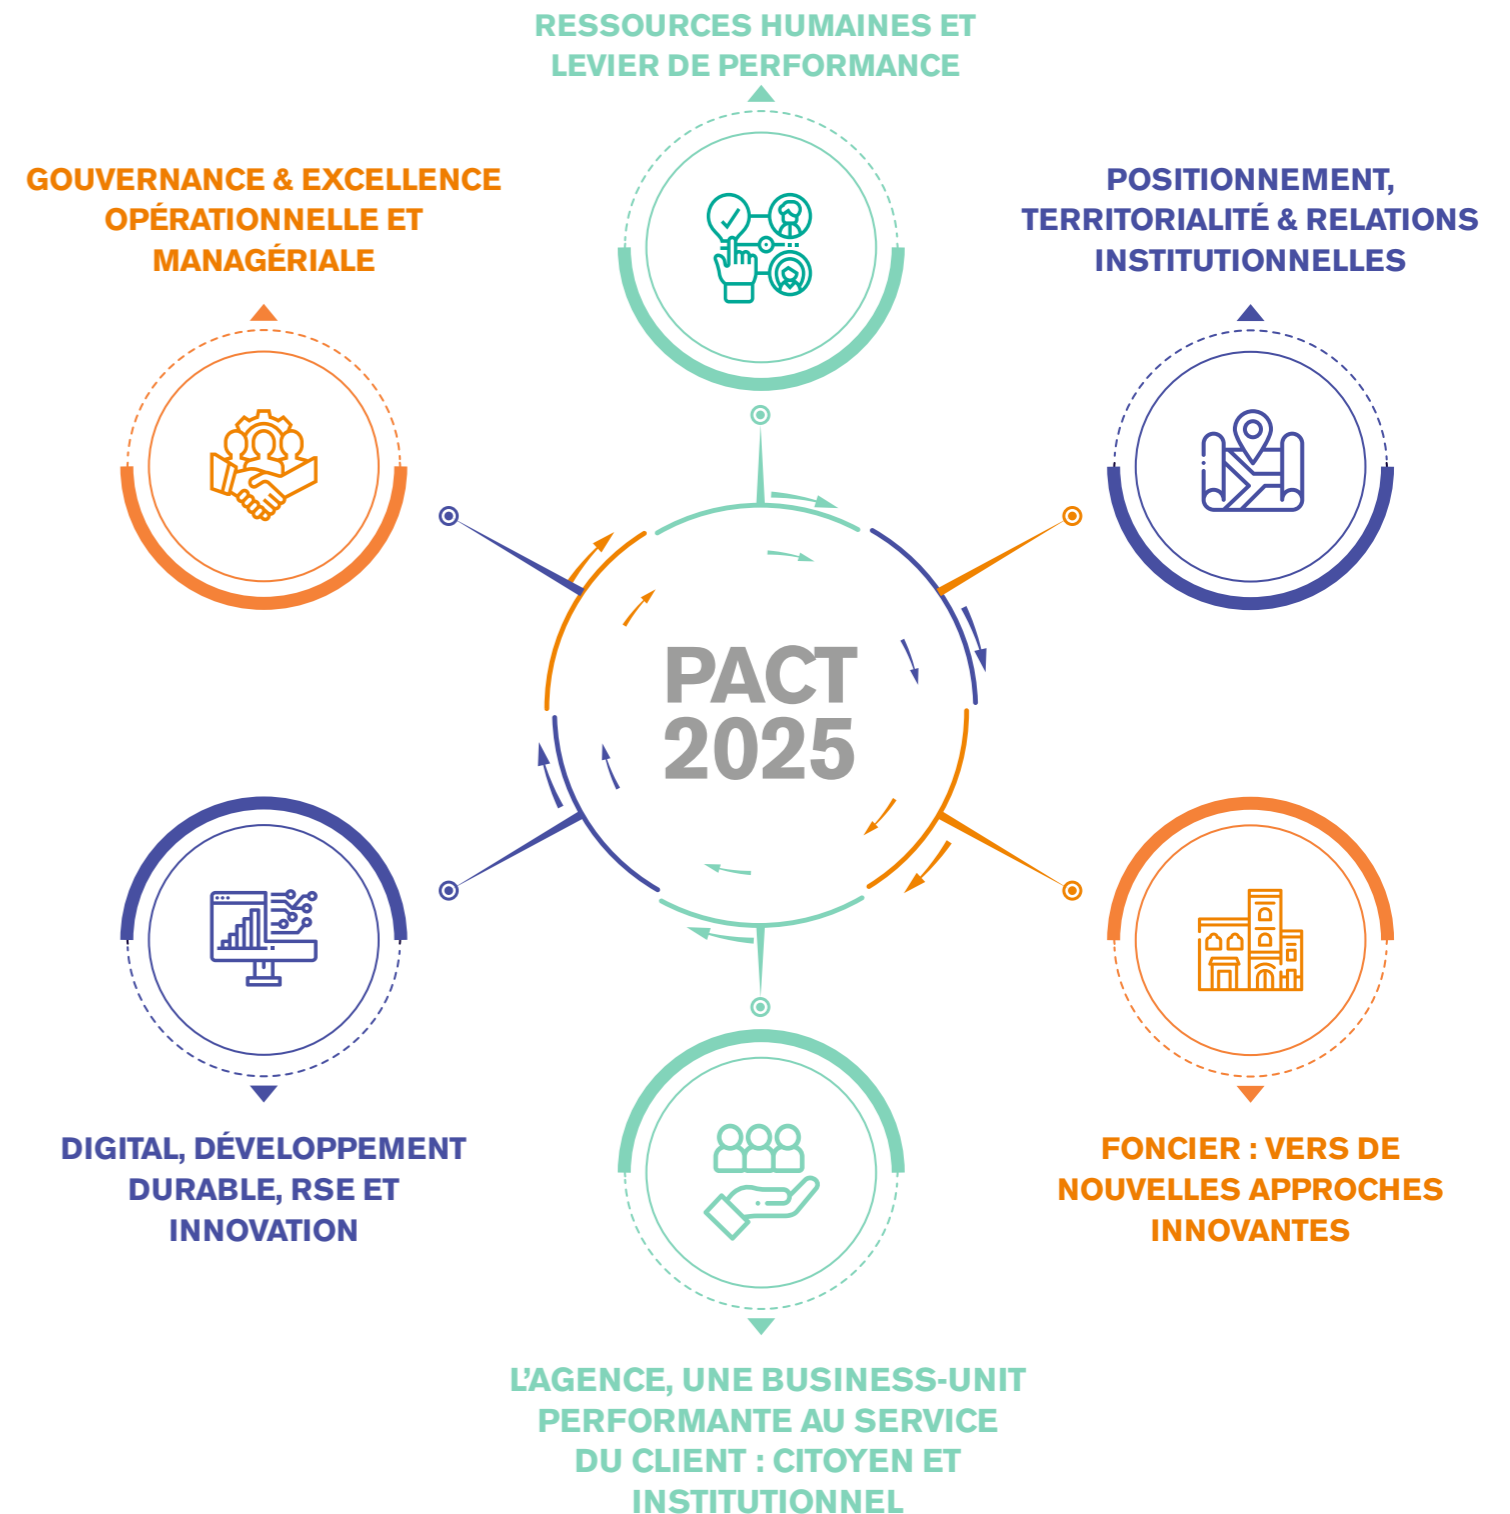 RESSOURCES HUMAINES ET
LEVIER DE PERFORMANCE
GOUVERNANCE & EXCELLENCE
OPÉRATIONNELLE ET
MANAGÉRIALE
POSITIONNEMENT,
TERRITORIALITÉ & RELATIONS
INSTITUTIONNELLES
PACT
2025
DIGITAL, DÉVELOPPEMENT
DURABLE, RSE ET
INNOVATION
FONCIER : VERS DE
NOUVELLES APPROCHES
INNOVANTES
L’AGENCE, UNE BUSINESS-UNIT
PERFORMANTE AU SERVICE
DU CLIENT : CITOYEN ET
INSTITUTIONNEL